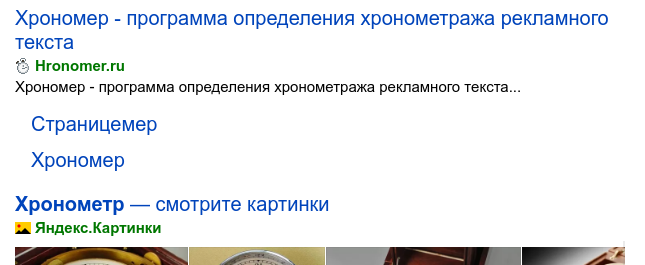 Хрономер - программа определения хронометража рекламного
текста
Hronomer.ru
Хрономер - программа определения хронометража рекламного текста...
Страницемер
Хрономер
Хронометр — смотрите картинки
Яндекс.Картинки